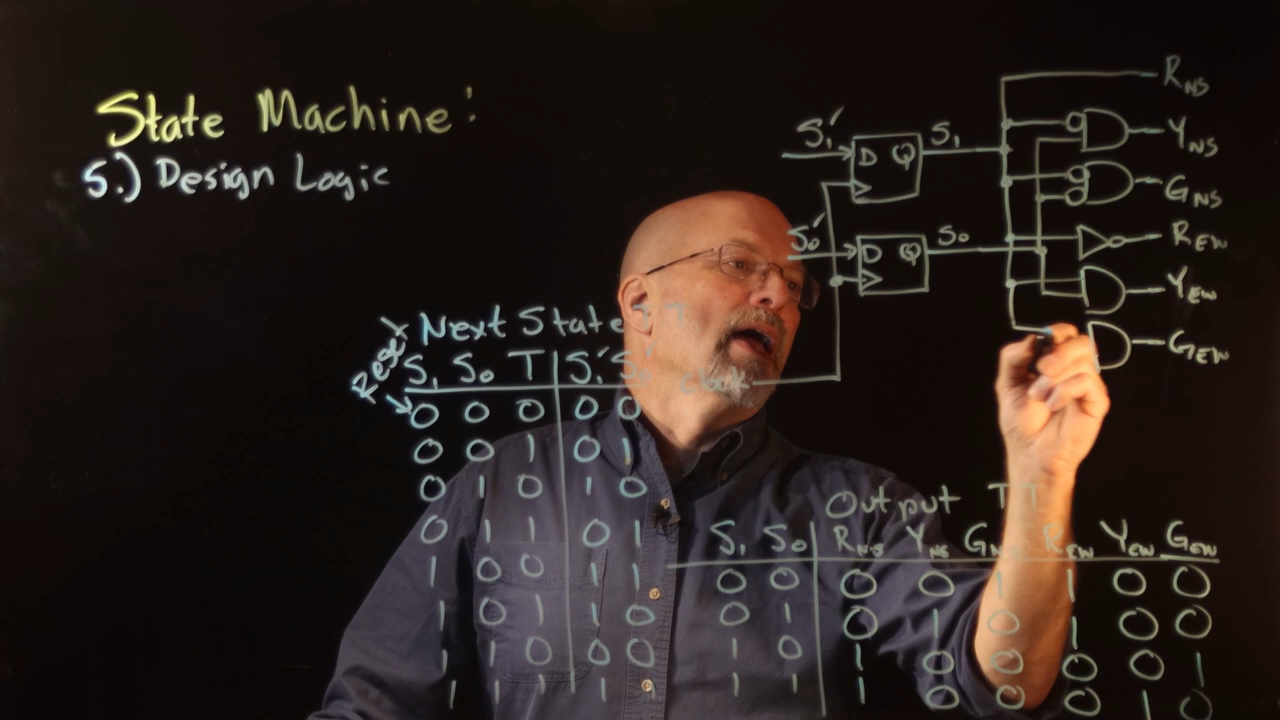 State Machine:
5.) Design Logic
Reset
Next State TT
S₁ S₀ T S₁' S₀'
0 0 0 0 0
0 0 1 0 1
0 1 0 1 0
0 1 1 0 1
1 0 0 1 1
1 0 1 1 0
1 1 0 0 0
1 1 1 1 1
S₁' D Q S₁
S₀' D Q S₀
Clock
R_NS
Y_NS
G_NS
R_EW
Y_EW
G_EW
Output TT
S₁ S₀ R_NS Y_NS G_NS R_EW Y_EW G_EW
0 0 0 0 1 1 0 0
0 1 0 1 0 1 0 0
1 0 1 0 0 0 0 1
1 1 1 0 0 0 1 0